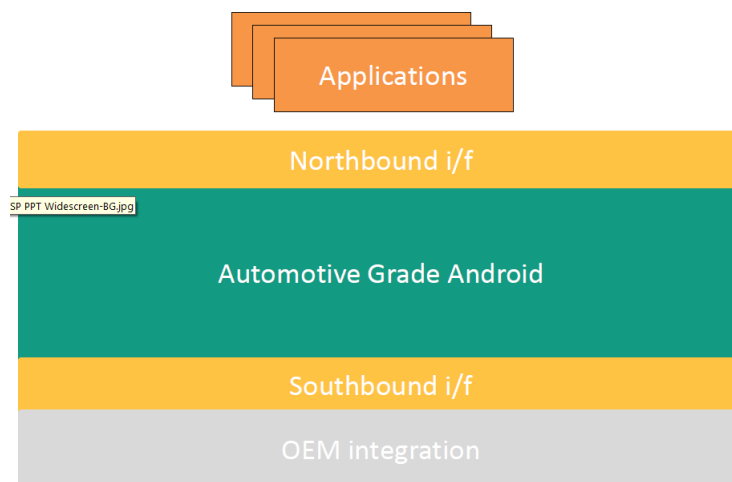 Applications
Northbound i/f
SP PPT Widescreen-BG.jpg
Automotive Grade Android
Southbound i/f
OEM integration